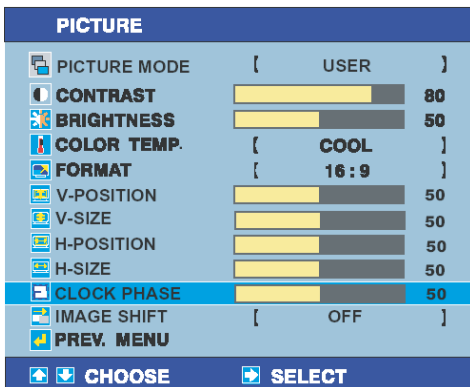 PICTURE
PICTURE MODE [ USER ]
CONTRAST 80
BRIGHTNESS 50
COLOR TEMP. [ COOL ]
FORMAT [ 16:9 ]
V-POSITION 50
V-SIZE 50
H-POSITION 50
H-SIZE 50
CLOCK PHASE 50
IMAGE SHIFT [ OFF ]
PREV. MENU
CHOOSE SELECT